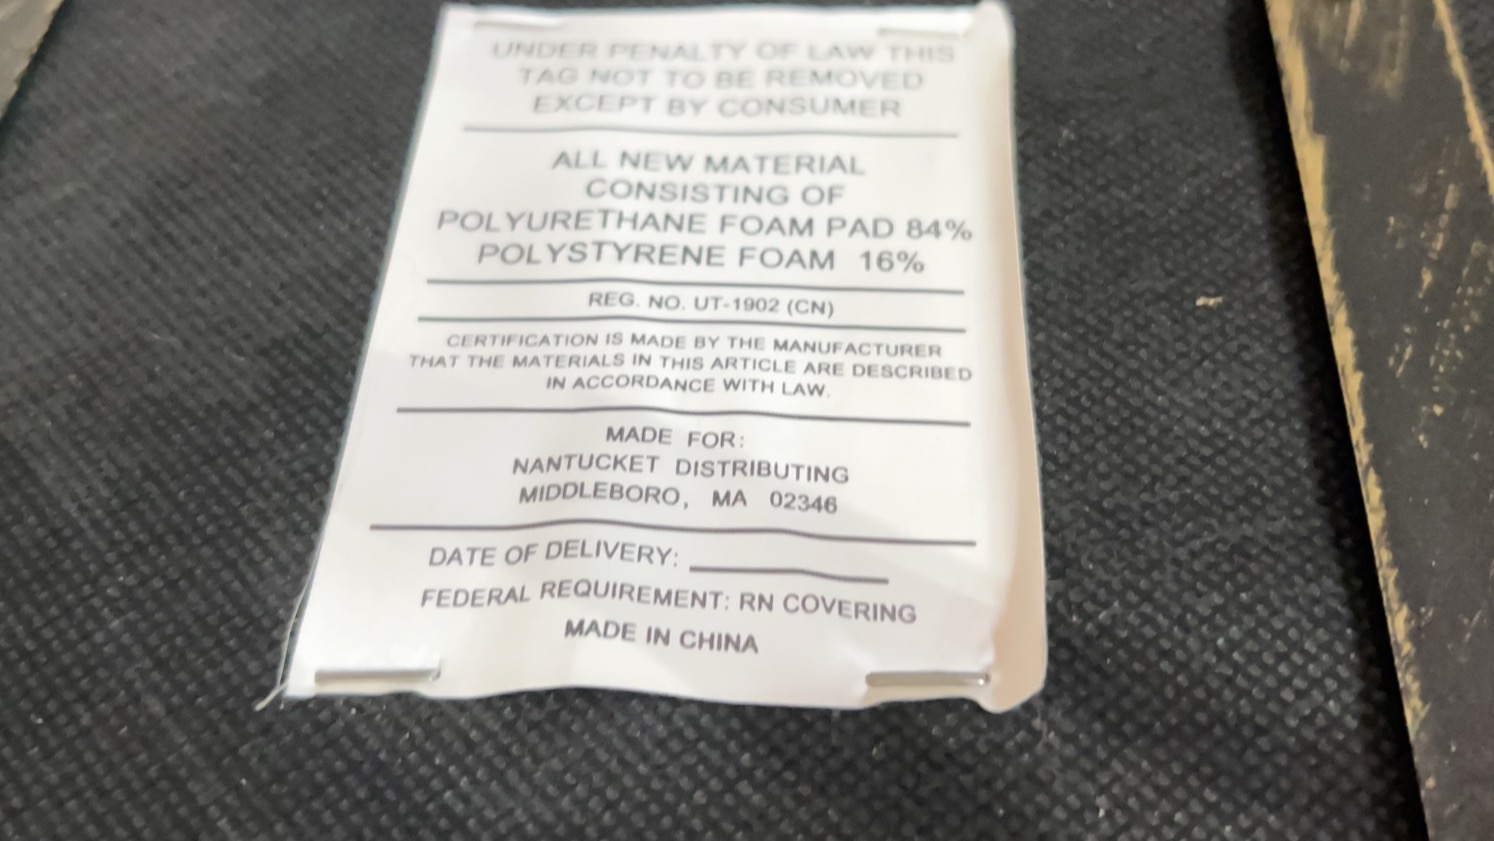 UNDER PENALTY OF LAW THIS
TAG NOT TO BE REMOVED
EXCEPT BY CONSUMER
ALL NEW MATERIAL
CONSISTING OF
POLYURETHANE FOAM PAD 84%
POLYSTYRENE FOAM 16%
REG. NO. UT-1902 (CN)
CERTIFICATION IS MADE BY THE MANUFACTURER
THAT THE MATERIALS IN THIS ARTICLE ARE DESCRIBED
IN ACCORDANCE WITH LAW.
MADE FOR:
NANTUCKET DISTRIBUTING
MIDDLEBORO, MA 02346
DATE OF DELIVERY:
FEDERAL REQUIREMENT: RN COVERING
MADE IN CHINA